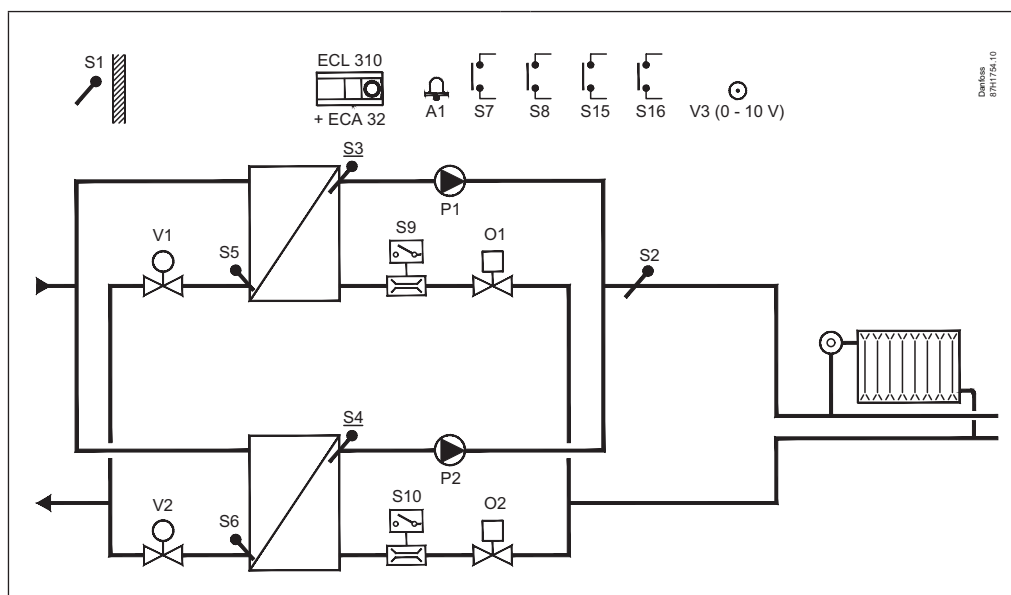 S1
ECL 310
+ ECA 32
A1
S7
S8
S15
S16
V3 (0 - 10 V)
Danfoss
87H1754.10
S3
P1
V1
S5
S9
O1
S2
S4
P2
V2
S6
S10
O2